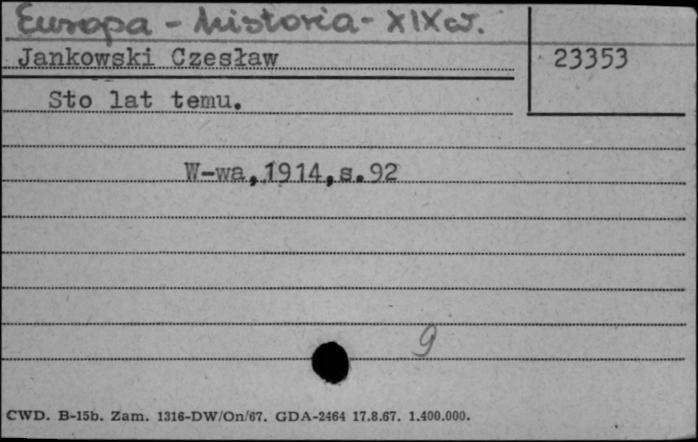 Europa - historia - XIX w.
Jankowski Czesław
23353
Sto lat temu.
W-wa,1914,s.92
9
CWD. B-15b. Zam. 1316-DW/On/67. GDA-2464 17.8.67. 1.400.000.